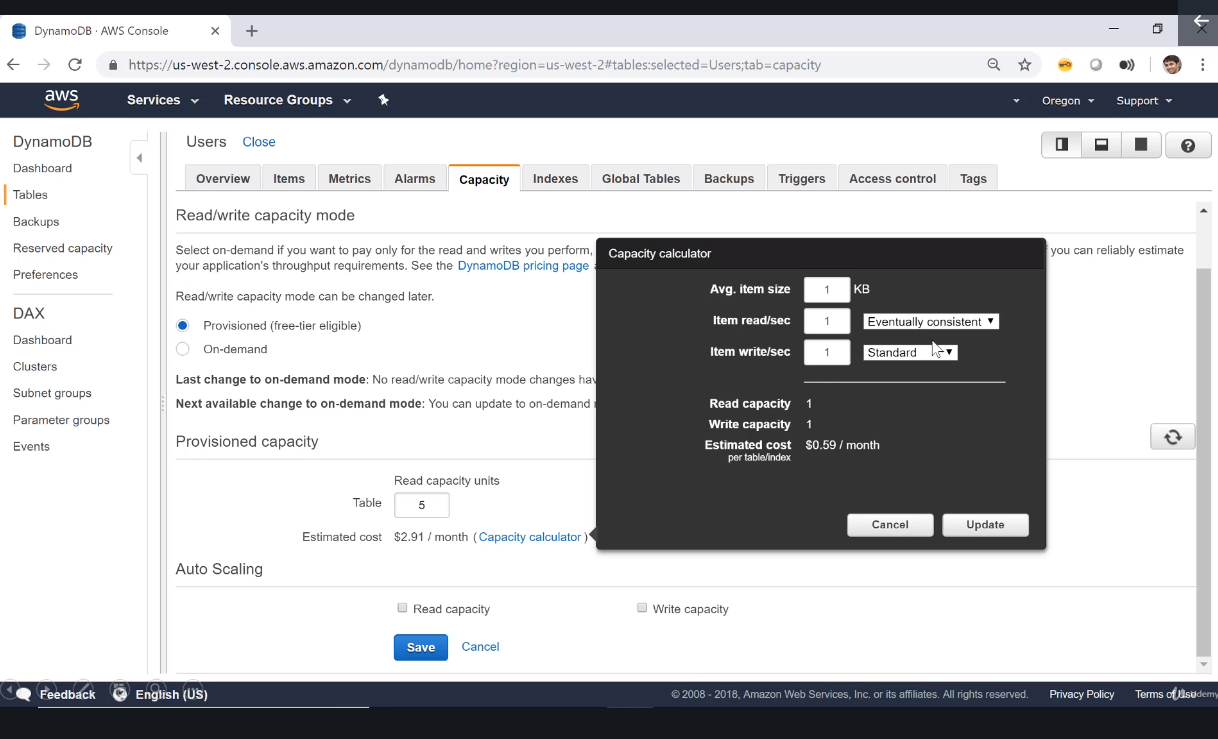 DynamoDB · AWS Console
https://us-west-2.console.aws.amazon.com/dynamodb/home?region=us-west-2#tables:selected=Users;tab=capacity
aws Services Resource Groups Oregon Support
DynamoDB
Dashboard
Tables
Backups
Reserved capacity
Preferences
DAX
Dashboard
Clusters
Subnet groups
Parameter groups
Events
Users Close
Overview Items Metrics Alarms Capacity Indexes Global Tables Backups Triggers Access control Tags
Read/write capacity mode
Select on-demand if you want to pay only for the read and writes you perform, you can reliably estimate
your application's throughput requirements. See the DynamoDB pricing page
Read/write capacity mode can be changed later.
Provisioned (free-tier eligible)
On-demand
Last change to on-demand mode: No read/write capacity mode changes hav
Next available change to on-demand mode: You can update to on-demand
Provisioned capacity
Read capacity units
Table 5
Estimated cost $2.91 / month ( Capacity calculator )
Auto Scaling
Read capacity Write capacity
Save Cancel
Capacity calculator
Avg. item size 1 KB
Item read/sec 1 Eventually consistent
Item write/sec 1 Standard
Read capacity 1
Write capacity 1
Estimated cost $0.59 / month
per table/index
Cancel Update
Feedback English (US) © 2008 - 2018, Amazon Web Services, Inc. or its affiliates. All rights reserved. Privacy Policy Terms of Use